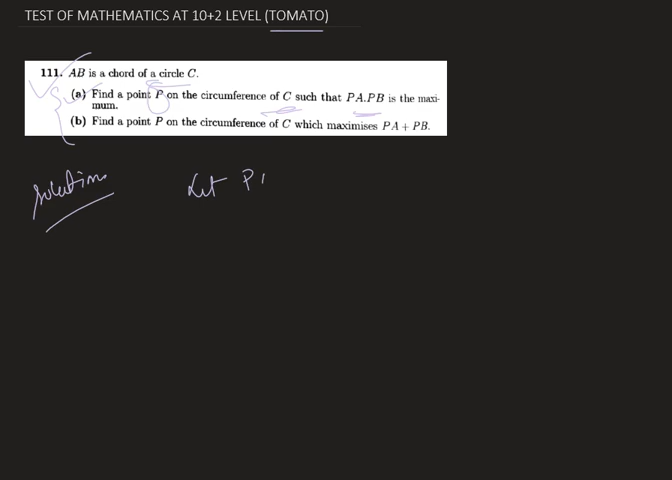 TEST OF MATHEMATICS AT 10+2 LEVEL (TOMATO)
111. AB is a chord of a circle C.
(a) Find a point P on the circumference of C such that PA.PB is the maxi-
mum.
(b) Find a point P on the circumference of C which maximises PA + PB.
Solution
Let P